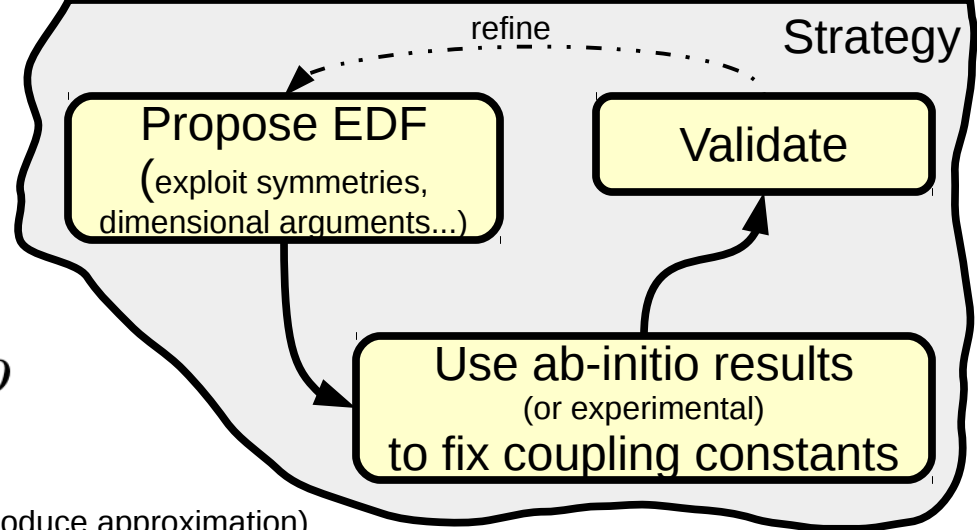 refine
Strategy
Propose EDF
(exploit symmetries,
dimensional arguments...)
Validate
Use ab-initio results
(or experimental)
to fix coupling constants
approximation)